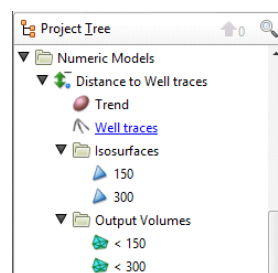 Project Tree
0
Numeric Models
Distance to Well traces
Trend
Well traces
Isosurfaces
150
300
Output Volumes
< 150
< 300